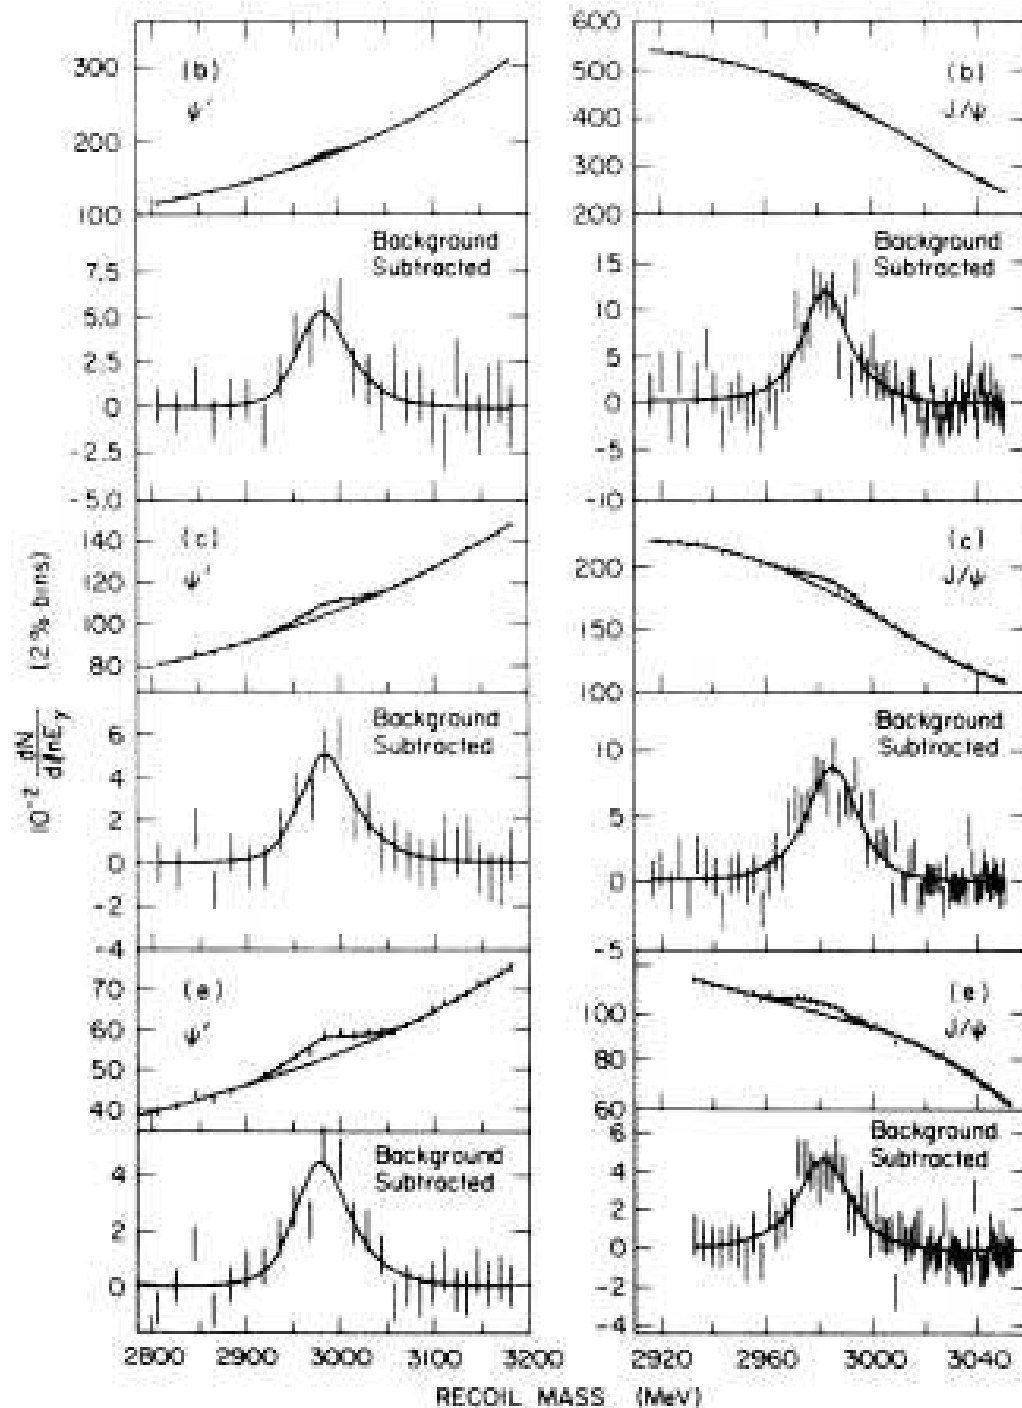 300
200
100
(b)
ψ'
600
500
400
300
200
(b)
J/ψ
7.5
5.0
2.5
0
-2.5
-5.0
Background
Subtracted
15
10
5
0
-5
-10
Background
Subtracted
140
120
100
80
(c)
ψ'
200
150
100
(c)
J/ψ
6
4
2
0
-2
-4
Background
Subtracted
10
5
0
-5
Background
Subtracted
70
60
50
40
(e)
ψ'
100
80
60
(e)
J/ψ
4
2
0
Background
Subtracted
6
4
2
0
-2
-4
Background
Subtracted
10⁻² dN/dℓnEγ (2% bins)
2800 2900 3000 3100 3200
2920 2960 3000 3040
RECOIL MASS (MeV)